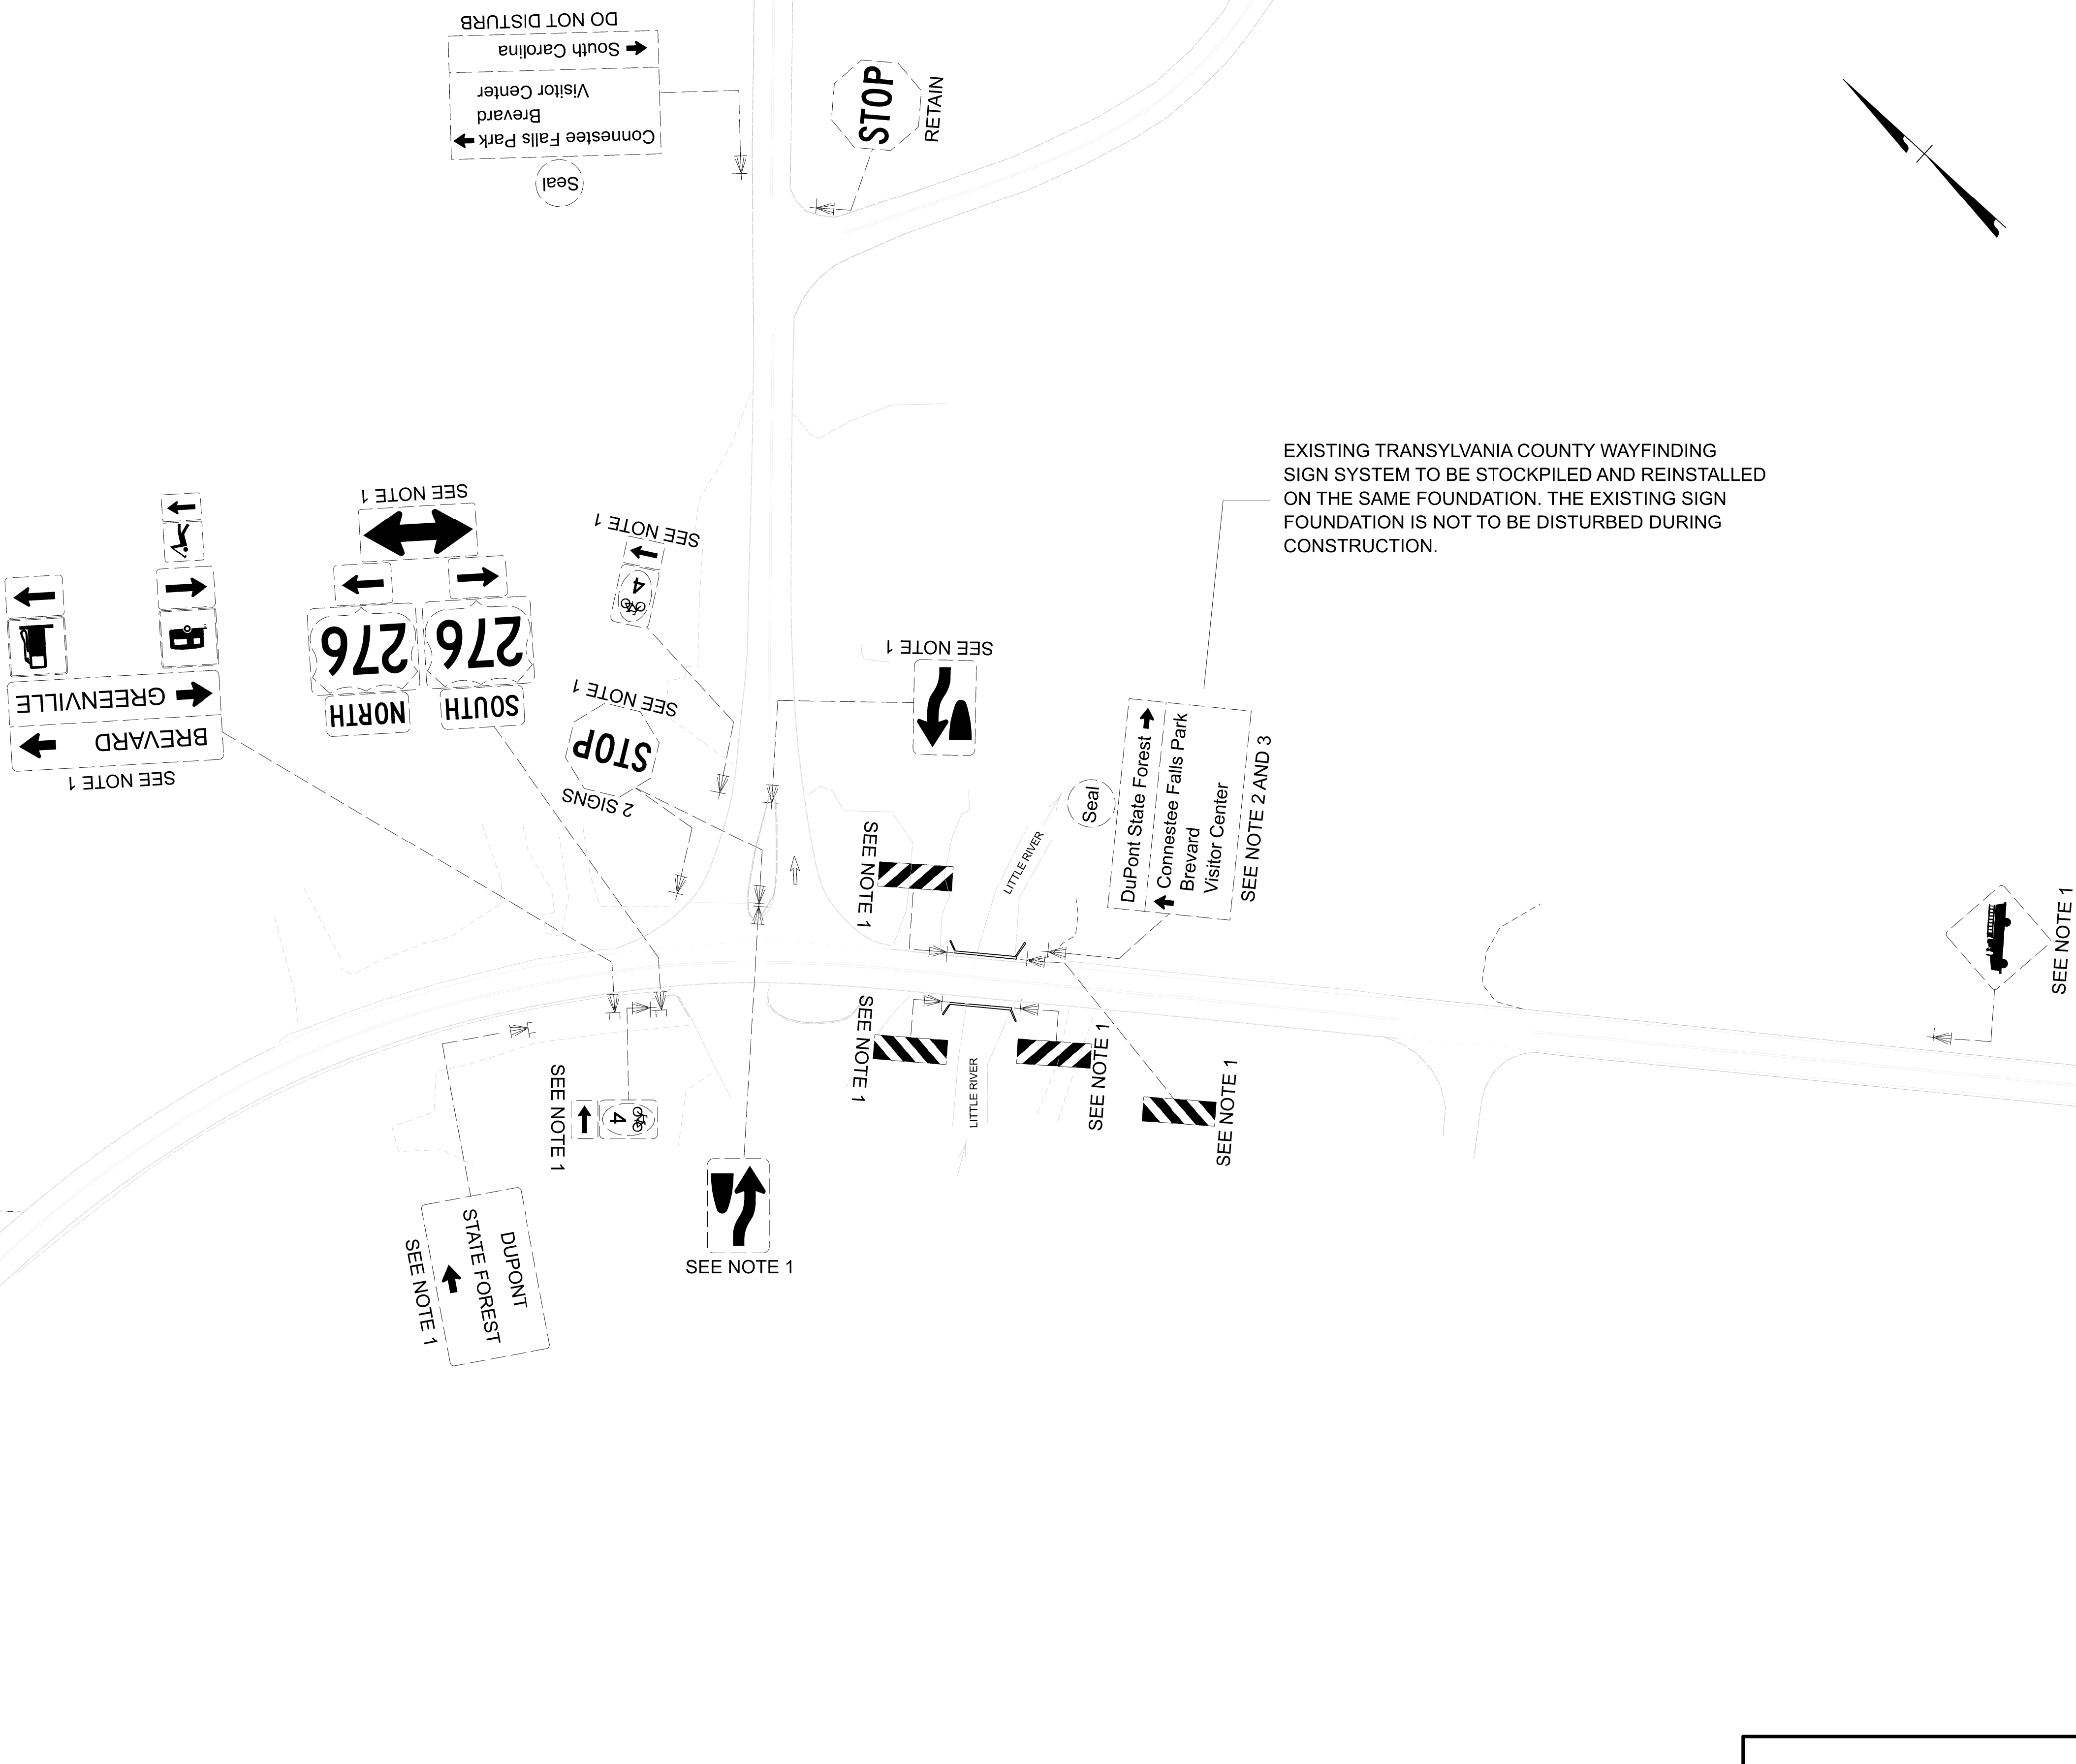 DO NOT DISTURB
South Carolina
Visitor Center
Brevard
Connestee Falls Park
Seal
STOP
RETAIN
EXISTING TRANSYLVANIA COUNTY WAYFINDING
SIGN SYSTEM TO BE STOCKPILED AND REINSTALLED
ON THE SAME FOUNDATION. THE EXISTING SIGN
FOUNDATION IS NOT TO BE DISTURBED DURING
CONSTRUCTION.
SEE NOTE 1
276
276
NORTH
SOUTH
SEE NOTE 1
4
GREENVILLE
BREVARD
SEE NOTE 1
SEE NOTE 1
STOP
2 SIGNS
SEE NOTE 1
Seal
DuPont State Forest
Connestee Falls Park
Brevard
Visitor Center
SEE NOTE 2 AND 3
LITTLE RIVER
SEE NOTE 1
SEE NOTE 1
SEE NOTE 1
SEE NOTE 1
SEE NOTE 1
LITTLE RIVER
SEE NOTE 1
4
SEE NOTE 1
DUPONT
STATE FOREST
SEE NOTE 1
SEE NOTE 1